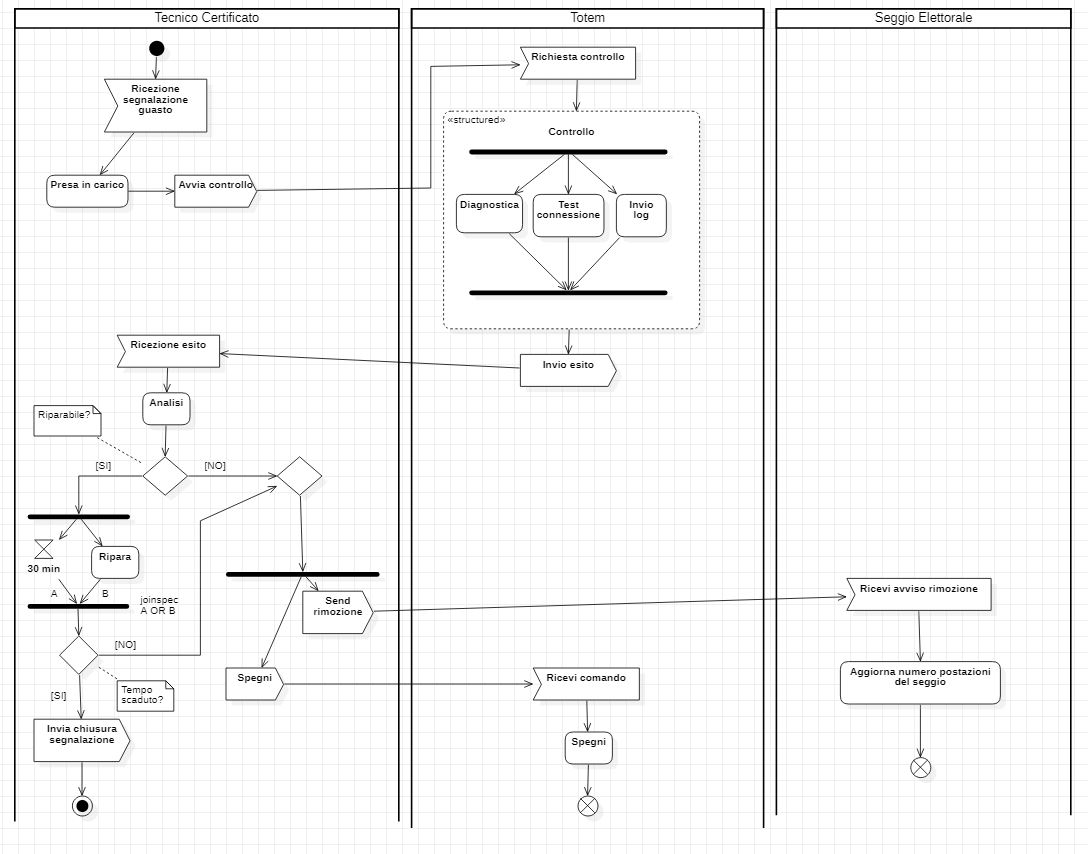 Tecnico Certificato
Totem
Seggio Elettorale
Ricezione
segnalazione
guasto
Presa in carico
Avvia controllo
Richiesta controllo
«structured»
Controllo
Diagnostica
Test
connessione
Invio
log
Invio esito
Ricezione esito
Analisi
Riparabile?
[SI]
[NO]
30 min
Ripara
A
B
joinspec
A OR B
[NO]
[SI]
Tempo
scaduto?
Invia chiusura
segnalazione
Send
rimozione
Spegni
Ricevi comando
Spegni
Ricevi avviso rimozione
Aggiorna numero postazioni
del seggio